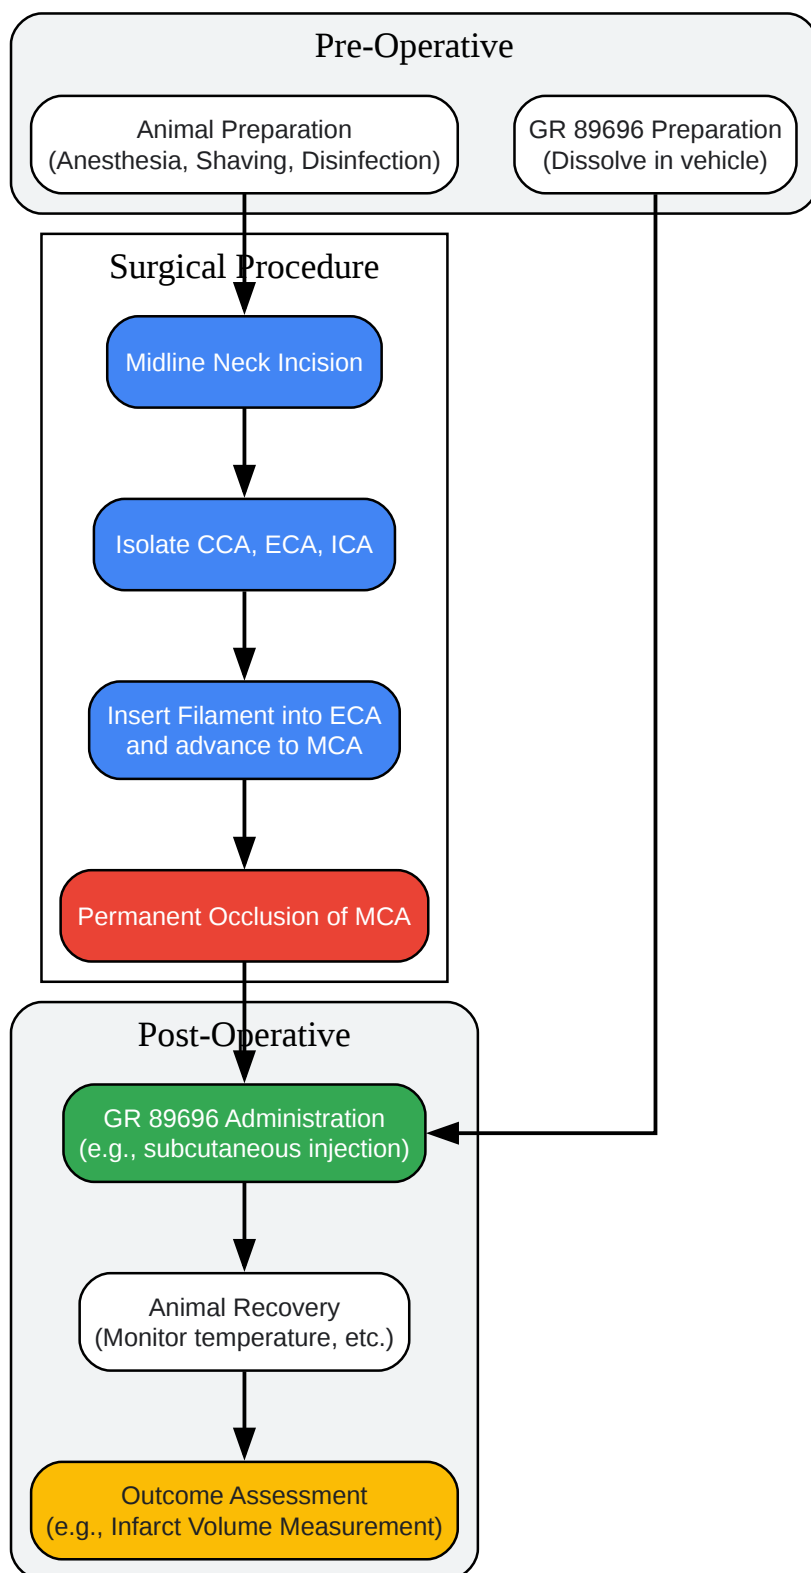 Pre-Operative
Animal Preparation
(Anesthesia, Shaving, Disinfection)
GR 89696 Preparation
(Dissolve in vehicle)
Surgical Procedure
Midline Neck Incision
Isolate CCA, ECA, ICA
Insert Filament into ECA
and advance to MCA
Permanent Occlusion of MCA
Post-Operative
GR 89696 Administration
(e.g., subcutaneous injection)
Animal Recovery
(Monitor temperature, etc.)
Outcome Assessment
(e.g., Infarct Volume Measurement)